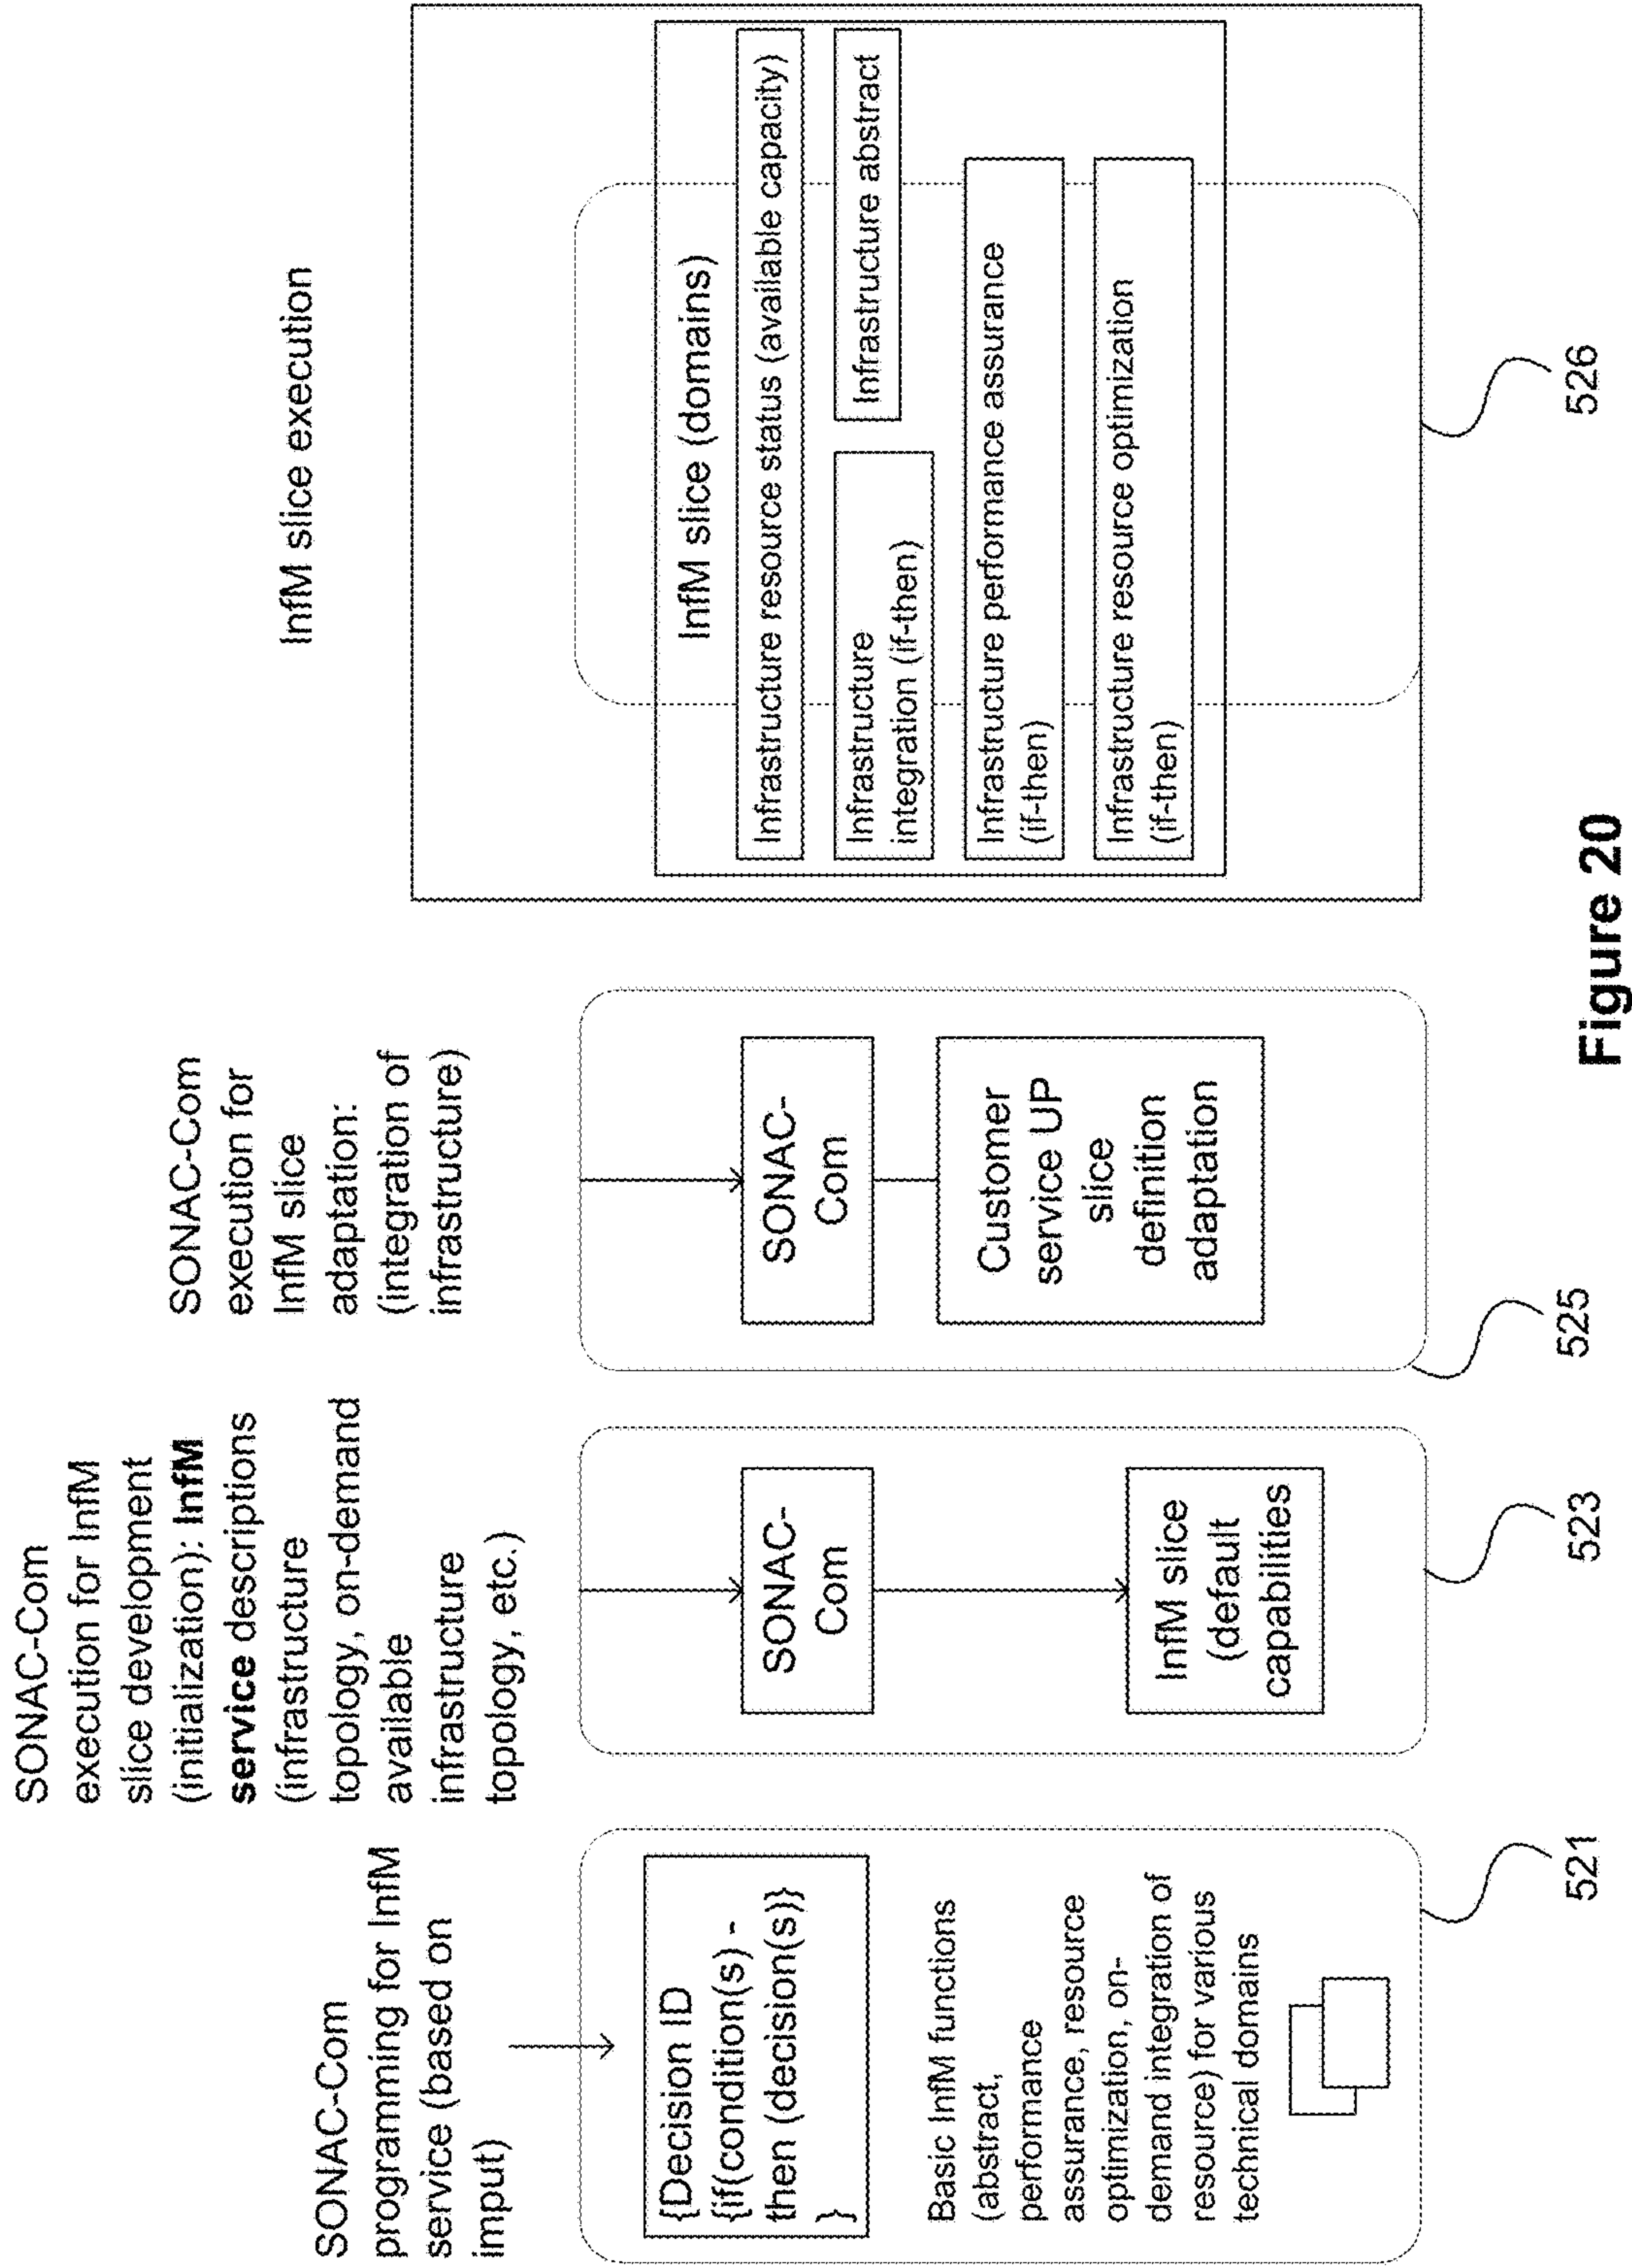 SONAC-Com
programming for InfM
service (based on
imput)
{Decision ID
{if(condition(s) -
then (decision(s)}
}
Basic InfM functions
(abstract,
performance
assurance, resource
optimization, on-
demand integration of
resource) for various
technical domains
521
SONAC-Com
execution for InfM
slice development
(initialization): InfM
service descriptions
(infrastructure
topology, on-demand
available
infrastructure
topology, etc.)
SONAC-
Com
InfM slice
(default
capabilities
523
SONAC-Com
execution for
InfM slice
adaptation:
(integration of
infrastructure)
SONAC-
Com
Customer
service UP
slice
definition
adaptation
525
InfM slice execution
InfM slice (domains)
Infrastructure resource status (available capacity)
Infrastructure
integration (if-then)
Infrastructure abstract
Infrastructure performance assurance
(if-then)
Infrastructure resource optimization
(if-then)
526
Figure 20